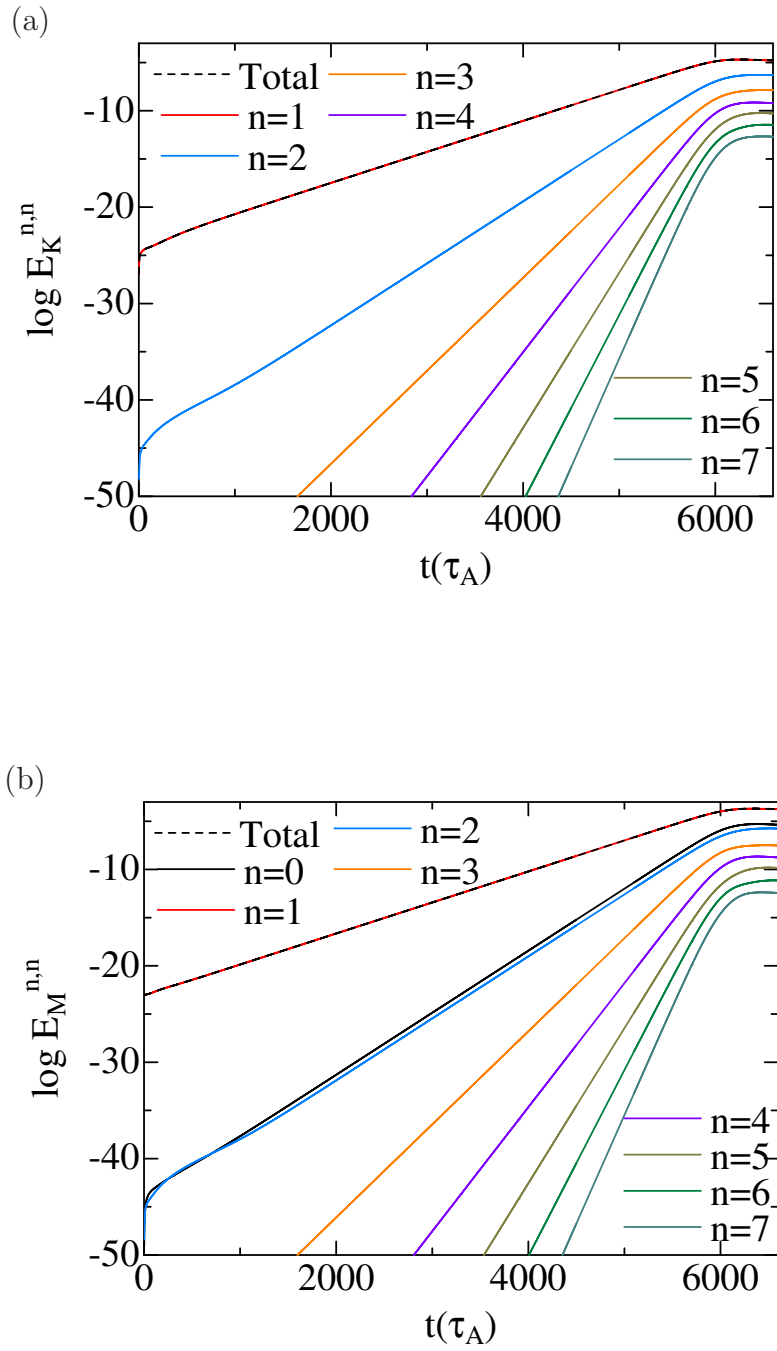 (a)
Total
n=1
n=2
n=3
n=4
n=5
n=6
n=7
-10
-20
-30
-40
-50
log E_K^{n,n}
0 2000 4000 6000
t(τ_A)
(b)
Total
n=0
n=1
n=2
n=3
n=4
n=5
n=6
n=7
-10
-20
-30
-40
-50
log E_M^{n,n}
0 2000 4000 6000
t(τ_A)